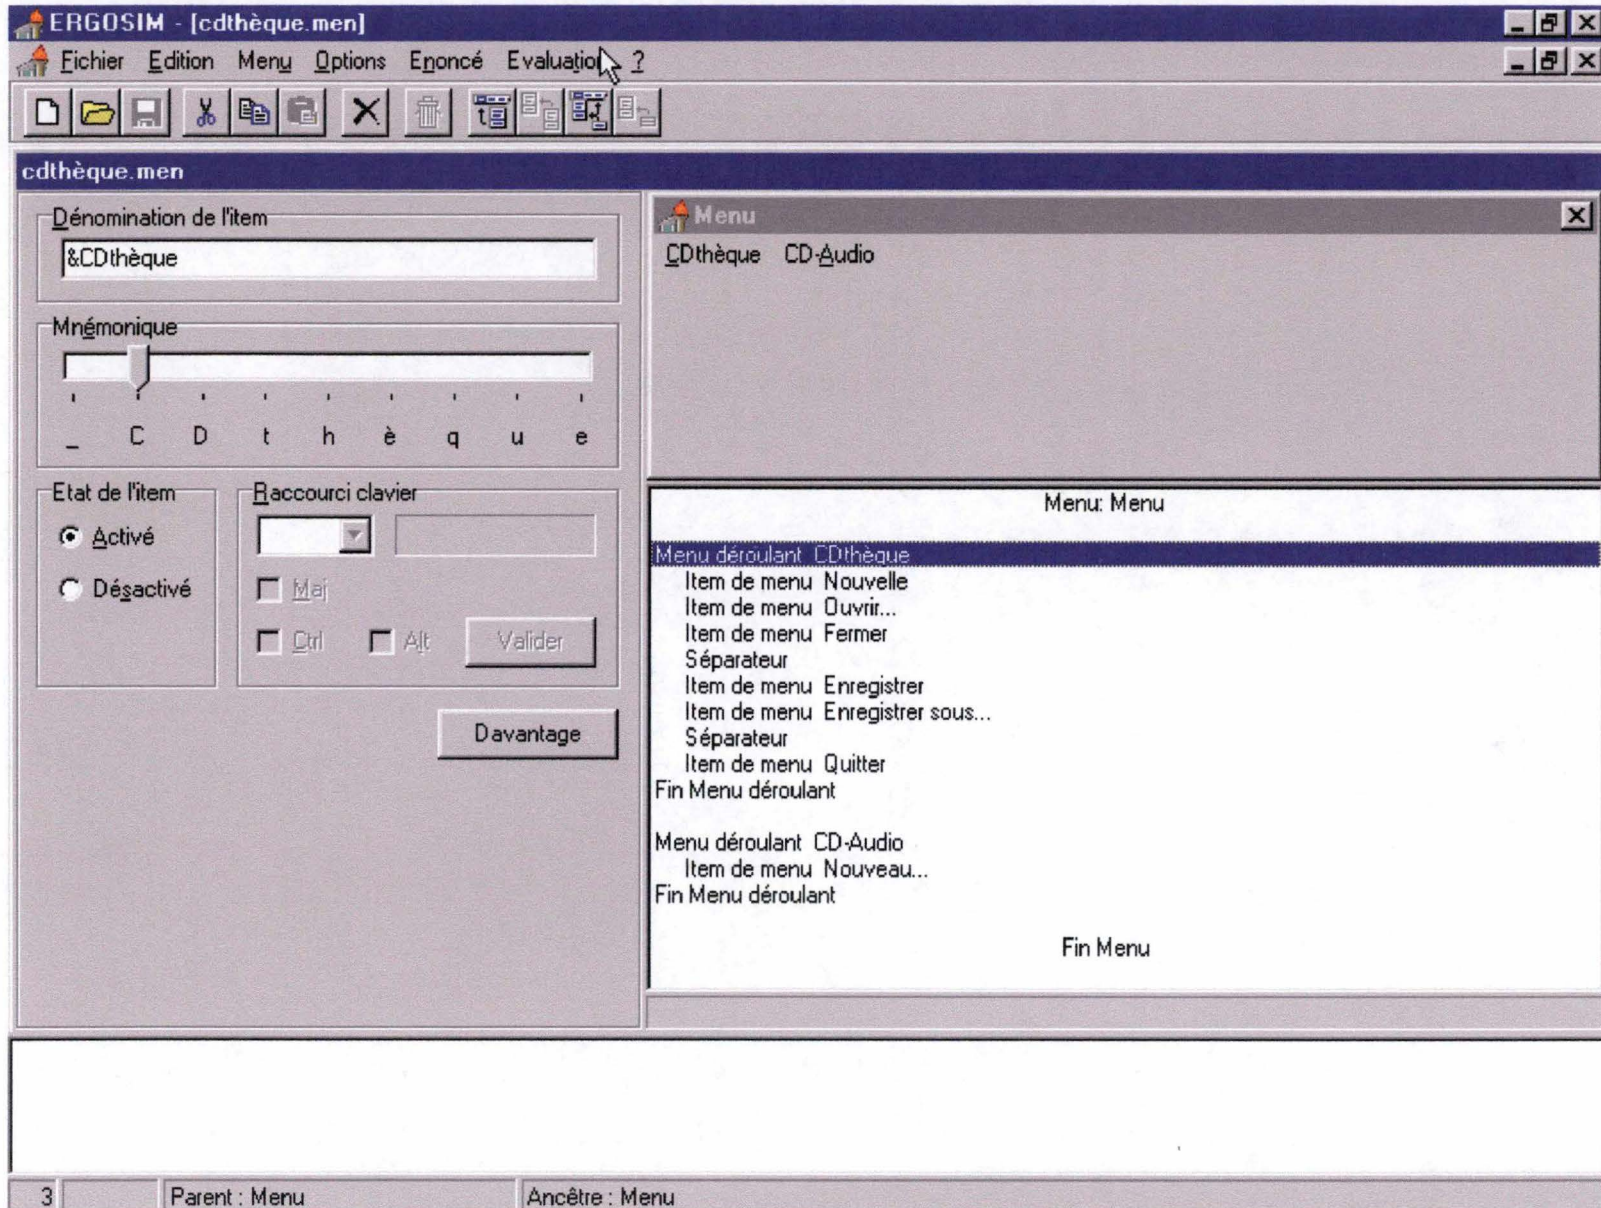 ERGOSIM - [cdthèque.men]
Fichier Edition Menu Options Enoncé Evaluation ?
cdthèque.men
Dénomination de l'item
&CDthèque
Mnémonique
_ C D t h è q u e
Etat de l'item
Activé
Désactivé
Raccourci clavier
Maj
Ctrl Alt Valider
Davantage
Menu
CDthèque CD-Audio
Menu: Menu
Menu déroulant CDthèque
Item de menu Nouvelle
Item de menu Ouvrir...
Item de menu Fermer
Séparateur
Item de menu Enregistrer
Item de menu Enregistrer sous...
Séparateur
Item de menu Quitter
Fin Menu déroulant
Menu déroulant CD-Audio
Item de menu Nouveau...
Fin Menu déroulant
Fin Menu
3 Parent : Menu Ancêtre : Menu